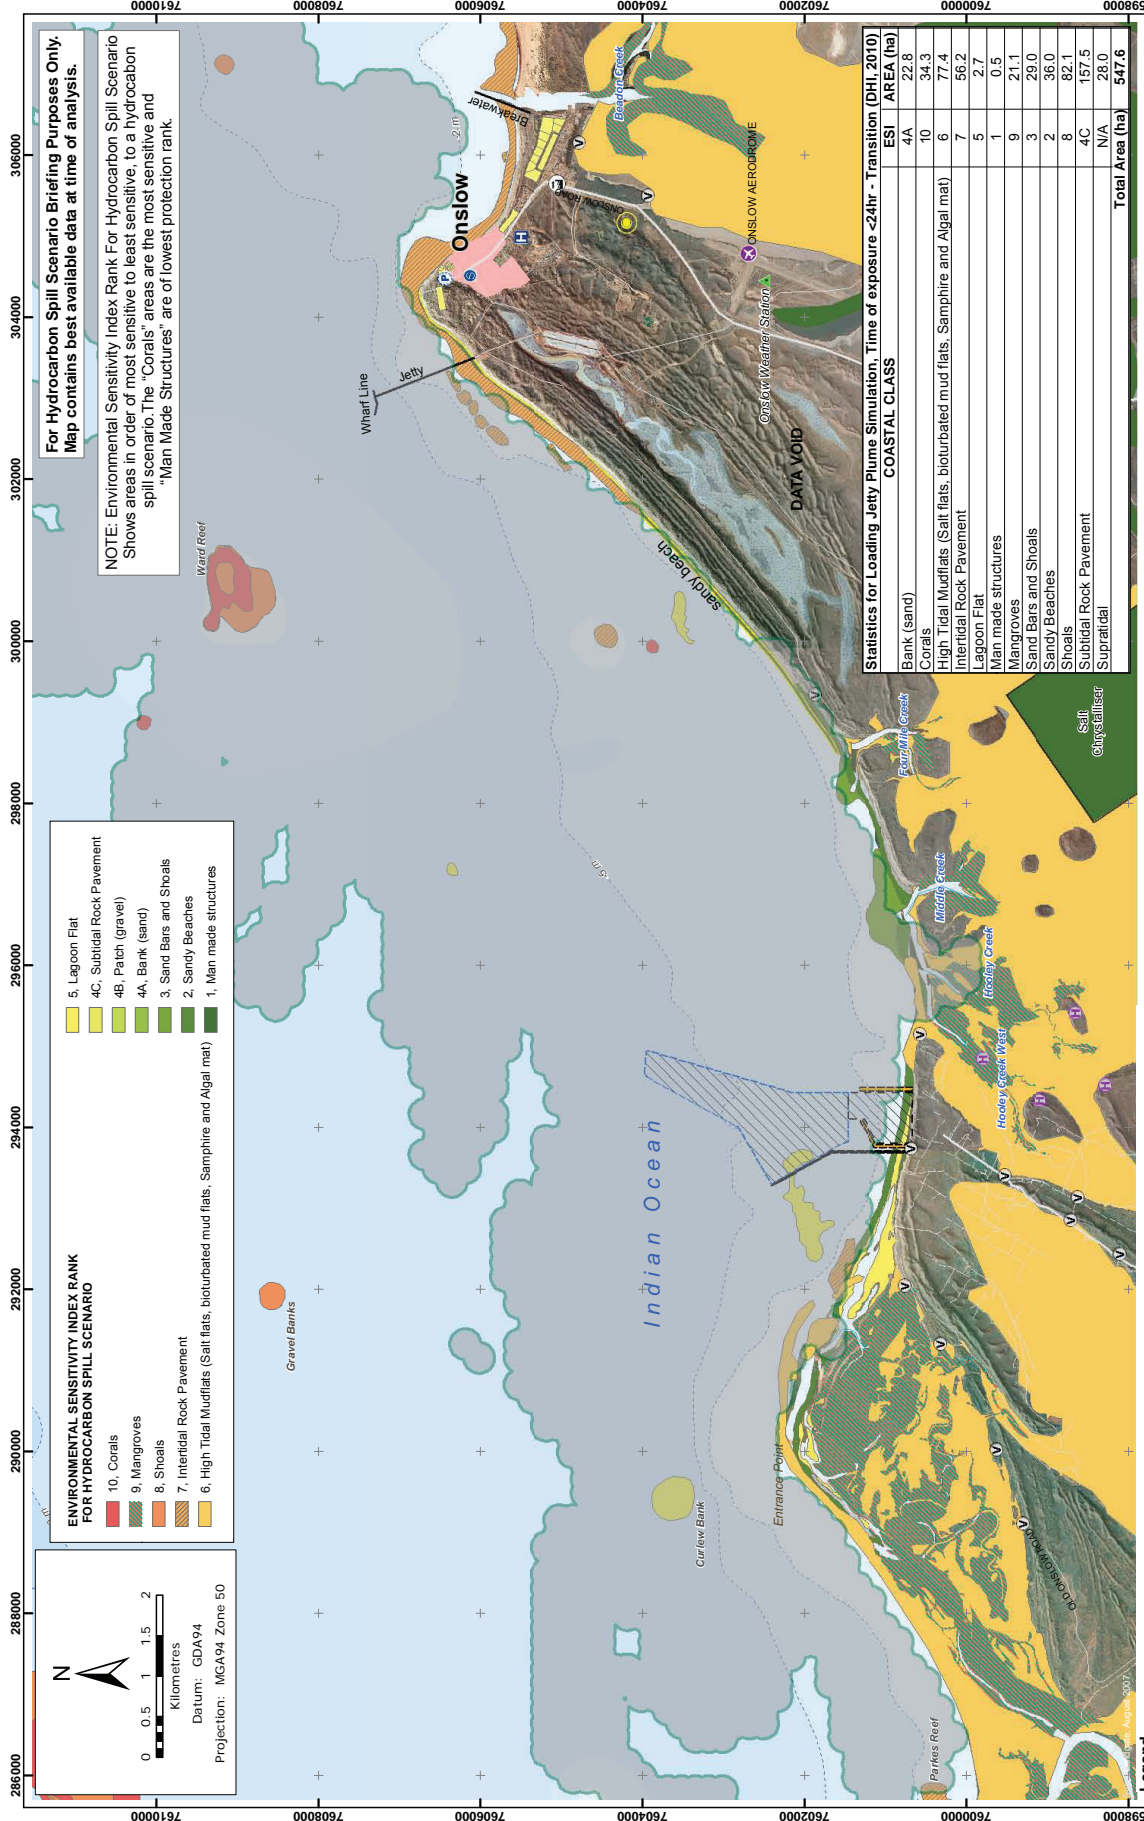 For Hydrocarbon Spill Scenario Briefing Purposes Only.
Map contains best available data at time of analysis.
NOTE: Environmental Sensitivity Index Rank For Hydrocarbon Spill Scenario
Shows areas in order of most sensitive to least sensitive, to a hydrocabon
spill scenario.The "Corals" areas are the most sensitive and
"Man Made Structures" are of lowest protection rank.
N
0 0.5 1 1.5 2
Kilometres
Datum: GDA94
Projection: MGA94 Zone 50
ENVIRONMENTAL SENSITIVITY INDEX RANK
FOR HYDROCARBON SPILL SCENARIO
10, Corals
9, Mangroves
8, Shoals
7, Intertidal Rock Pavement
6, High Tidal Mudflats (Salt flats, bioturbated mud flats, Samphire and Algal mat)
5, Lagoon Flat
4C, Subtidal Rock Pavement
4B, Patch (gravel)
4A, Bank (sand)
3, Sand Bars and Shoals
2, Sandy Beaches
1, Man made structures
286000
288000
290000
292000
294000
296000
298000
300000
302000
304000
306000
7610000
7608000
7606000
7604000
7602000
7600000
7610000
7608000
7606000
7604000
7602000
7600000
Ward Reef
Gravel Banks
Curlew Bank
Entrance Point
Parkes Reef
Indian Ocean
-5 m
-2 m
Wharf Line
Jetty
Onslow
Breakwater
Beadon Creek
ONSLOW ROAD
ONSLOW AERODROME
Onslow Weather Station
DATA VOID
sandy beach
Four Mile Creek
Middle Creek
Hooley Creek
Hooley Creek West
Salt
Chrystalliser
OLD ONSLOW ROAD
P
S
H
H
H
H
H
V
V
V
V
V
V
V
V
V
V
V
V
V
V
Statistics for Loading Jetty Plume Simulation, Time of exposure <24hr - Transition (DHI, 2010)
COASTAL CLASS ESI AREA (ha)
Bank (sand) 4A 22.8
Corals 10 34.3
High Tidal Mudflats (Salt flats, bioturbated mud flats, Samphire and Algal mat) 6 77.4
Intertidal Rock Pavement 7 56.2
Lagoon Flat 5 2.7
Man made structures 1 0.5
Mangroves 9 21.1
Sand Bars and Shoals 3 29.0
Sandy Beaches 2 36.0
Shoals 8 82.1
Subtidal Rock Pavement 4C 157.5
Supratidal N/A 28.0
Total Area (ha) 547.6
August 2007